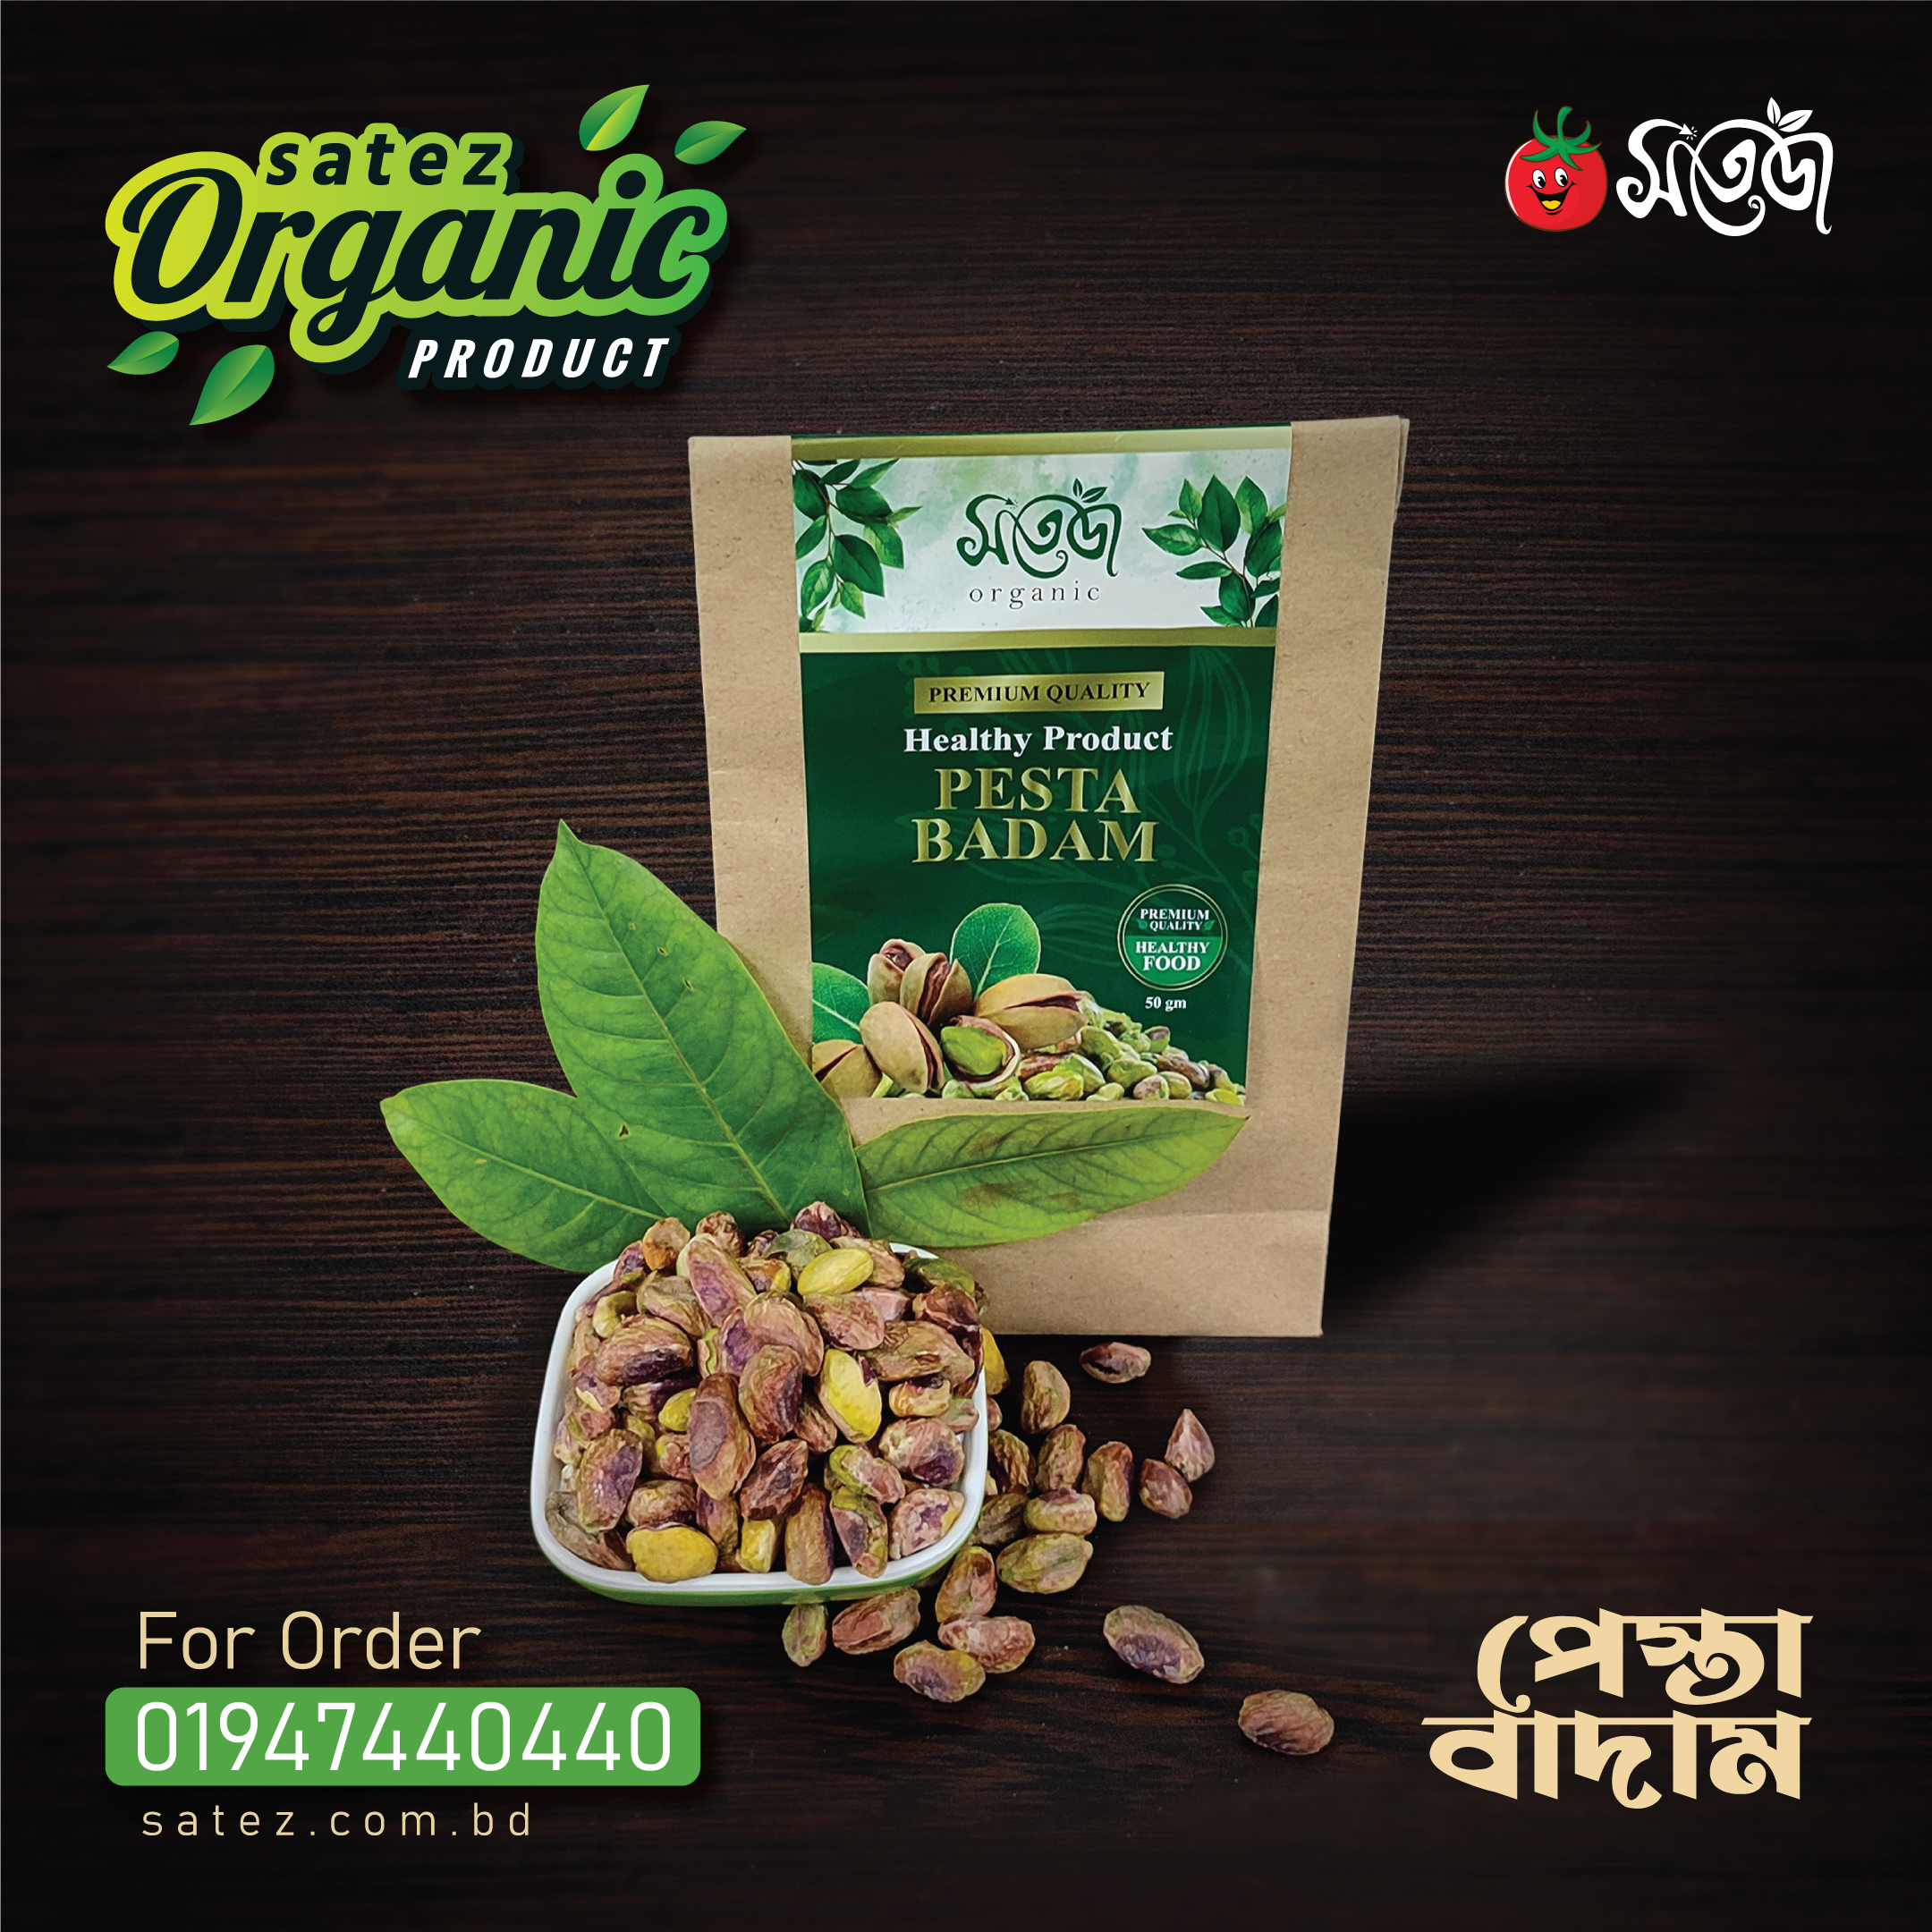 satez
Organic
PRODUCT
সতেজ
সতেজ
organic
PREMIUM QUALITY
Healthy Product
PESTA
BADAM
PREMIUM
QUALITY
HEALTHY
FOOD
50 gm
For Order
01947440440
satez.com.bd
পেস্তা
বাদাম